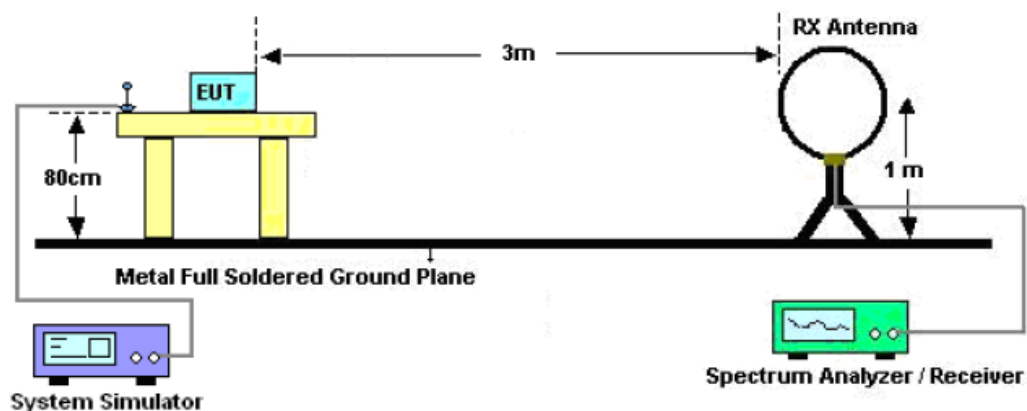 RX Antenna
3m
EUT
80cm
1 m
Metal Full Soldered Ground Plane
System Simulator
Spectrum Analyzer / Receiver